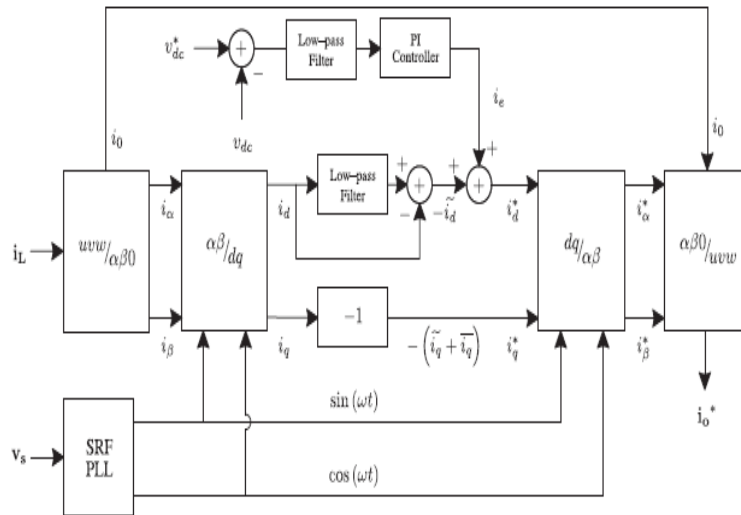 i₀
v*dc
+
−
Low–pass
Filter
PI
Controller
vdc
iₑ
i₀
i₀
iL
uvw/αβ0
iα
iβ
αβ/dq
id
Low–pass
Filter
+
−
+
−ĩd
+
+
+
i*d
dq/αβ
i*α
i*β
αβ0/uvw
iq
−1
−(ĩq + i̅q)
i*q
iₒ*
vₛ
SRF
PLL
sin (ωt)
cos (ωt)